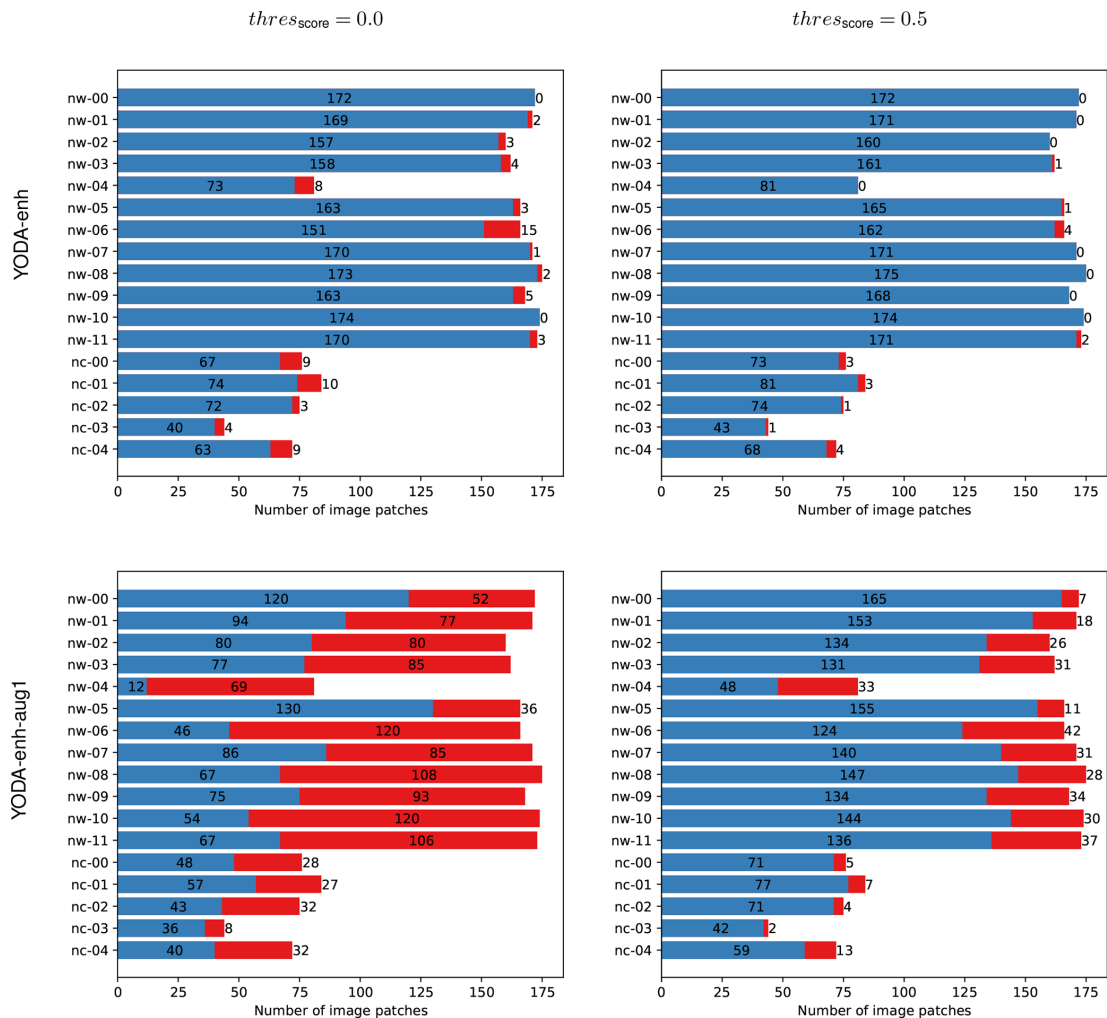 thres_score = 0.0
thres_score = 0.5
YODA-enh
nw-00 172 0
nw-01 169 2
nw-02 157 3
nw-03 158 4
nw-04 73 8
nw-05 163 3
nw-06 151 15
nw-07 170 1
nw-08 173 2
nw-09 163 5
nw-10 174 0
nw-11 170 3
nc-00 67 9
nc-01 74 10
nc-02 72 3
nc-03 40 4
nc-04 63 9
0 25 50 75 100 125 150 175
Number of image patches
nw-00 172 0
nw-01 171 0
nw-02 160 0
nw-03 161 1
nw-04 81 0
nw-05 165 1
nw-06 162 4
nw-07 171 0
nw-08 175 0
nw-09 168 0
nw-10 174 0
nw-11 171 2
nc-00 73 3
nc-01 81 3
nc-02 74 1
nc-03 43 1
nc-04 68 4
0 25 50 75 100 125 150 175
Number of image patches
YODA-enh-aug1
nw-00 120 52
nw-01 94 77
nw-02 80 80
nw-03 77 85
nw-04 12 69
nw-05 130 36
nw-06 46 120
nw-07 86 85
nw-08 67 108
nw-09 75 93
nw-10 54 120
nw-11 67 106
nc-00 48 28
nc-01 57 27
nc-02 43 32
nc-03 36 8
nc-04 40 32
0 25 50 75 100 125 150 175
Number of image patches
nw-00 165 7
nw-01 153 18
nw-02 134 26
nw-03 131 31
nw-04 48 33
nw-05 155 11
nw-06 124 42
nw-07 140 31
nw-08 147 28
nw-09 134 34
nw-10 144 30
nw-11 136 37
nc-00 71 5
nc-01 77 7
nc-02 71 4
nc-03 42 2
nc-04 59 13
0 25 50 75 100 125 150 175
Number of image patches